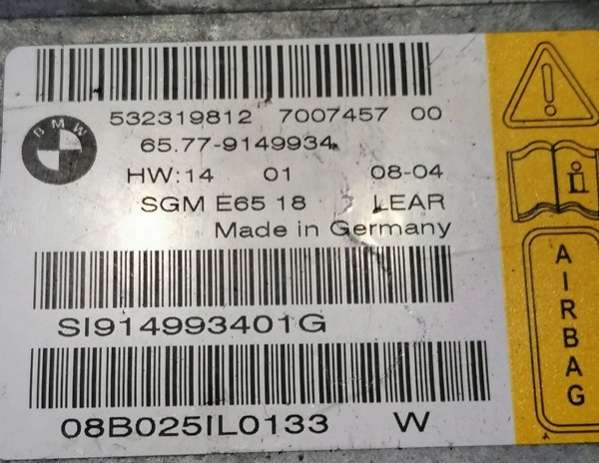 532319812 7007457 00
BMW
65.77-9149934
HW:14 01 08-04
SGM E65 18 LEAR
Made in Germany
SI914993401G
08B025IL0133 W
AIRBAG